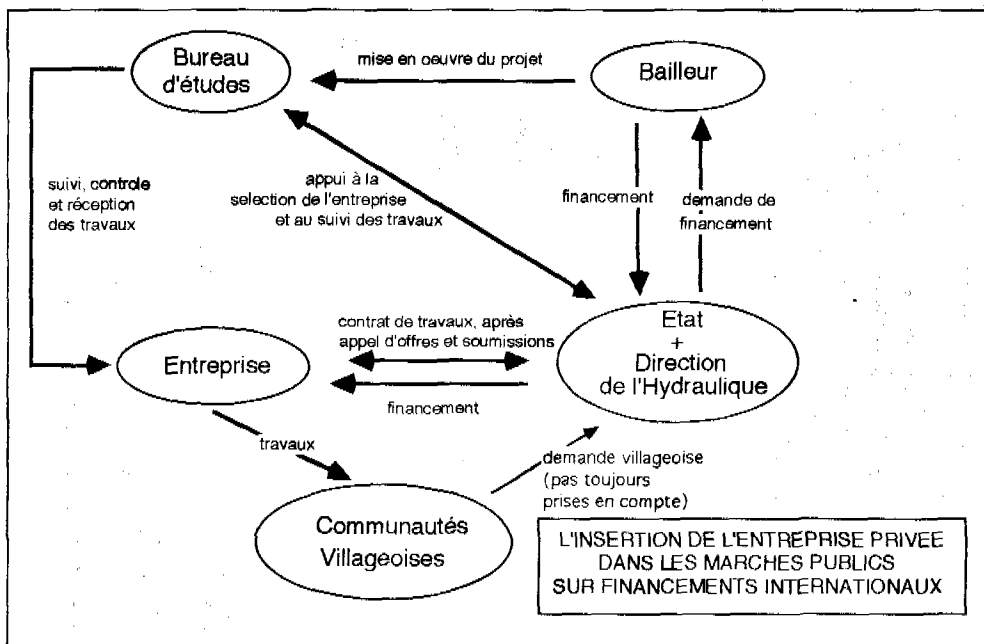 Bureau
d'études
mise en oeuvre du projet
Bailleur
suivi, controle
et réception
des travaux
appui à la
selection de l'entreprise
et au suivi des travaux
financement
demande de
financement
Entreprise
contrat de travaux, après
appel d'offres et soumissions
financement
Etat
+
Direction
de l'Hydraulique
travaux
demande villageoise
(pas toujours
prises en compte)
Communautés
Villageoises
L'INSERTION DE L'ENTREPRISE PRIVEE
DANS LES MARCHES PUBLICS
SUR FINANCEMENTS INTERNATIONAUX